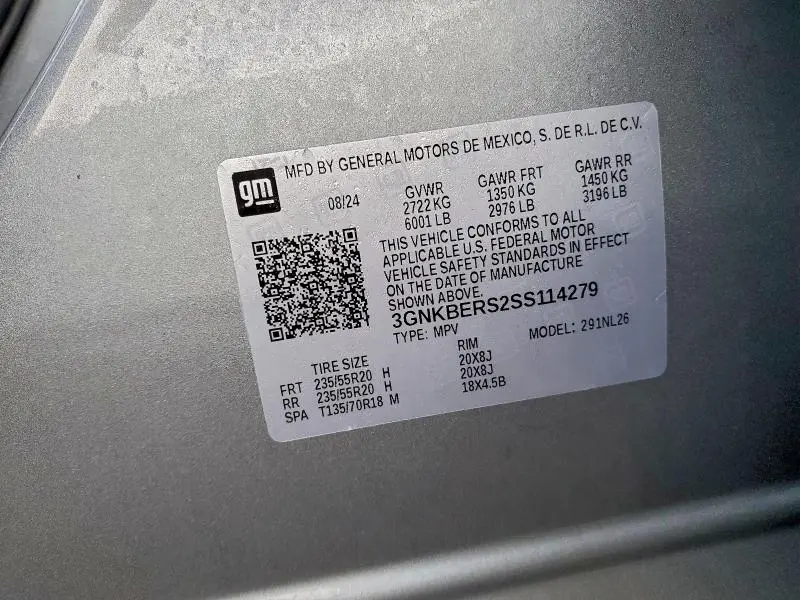 gm
MFD BY GENERAL MOTORS DE MEXICO, S. DE R.L. DE C.V.
08/24
GVWR
2722 KG
6001 LB
GAWR FRT
1350 KG
2976 LB
GAWR RR
1450 KG
3196 LB
THIS VEHICLE CONFORMS TO ALL
APPLICABLE U.S. FEDERAL MOTOR
VEHICLE SAFETY STANDARDS IN EFFECT
ON THE DATE OF MANUFACTURE
SHOWN ABOVE.
3GNKBERS2SS114279
TYPE: MPV MODEL: 291NL26
TIRE SIZE RIM
FRT 235/55R20 H 20X8J
RR 235/55R20 H 20X8J
SPA T135/70R18 M 18X4.5B